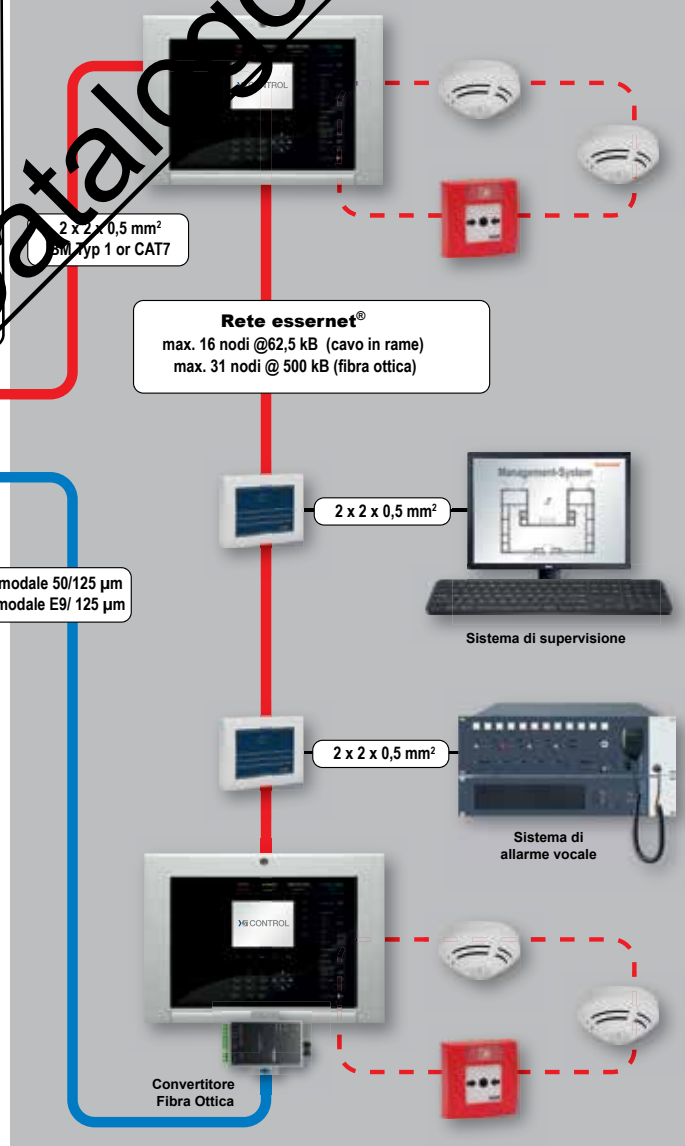 CONTROL
2 x 2 x 0,5 mm²
Typ 1 or CAT7
Rete essernet®
max. 16 nodi @62,5 kB (cavo in rame)
max. 31 nodi @ 500 kB (fibra ottica)
Management-System
2 x 2 x 0,5 mm²
modale 50/125 µm
modale E9/ 125 µm
Sistema di supervisione
2 x 2 x 0,5 mm²
Sistema di
allarme vocale
CONTROL
Convertitore
Fibra Ottica